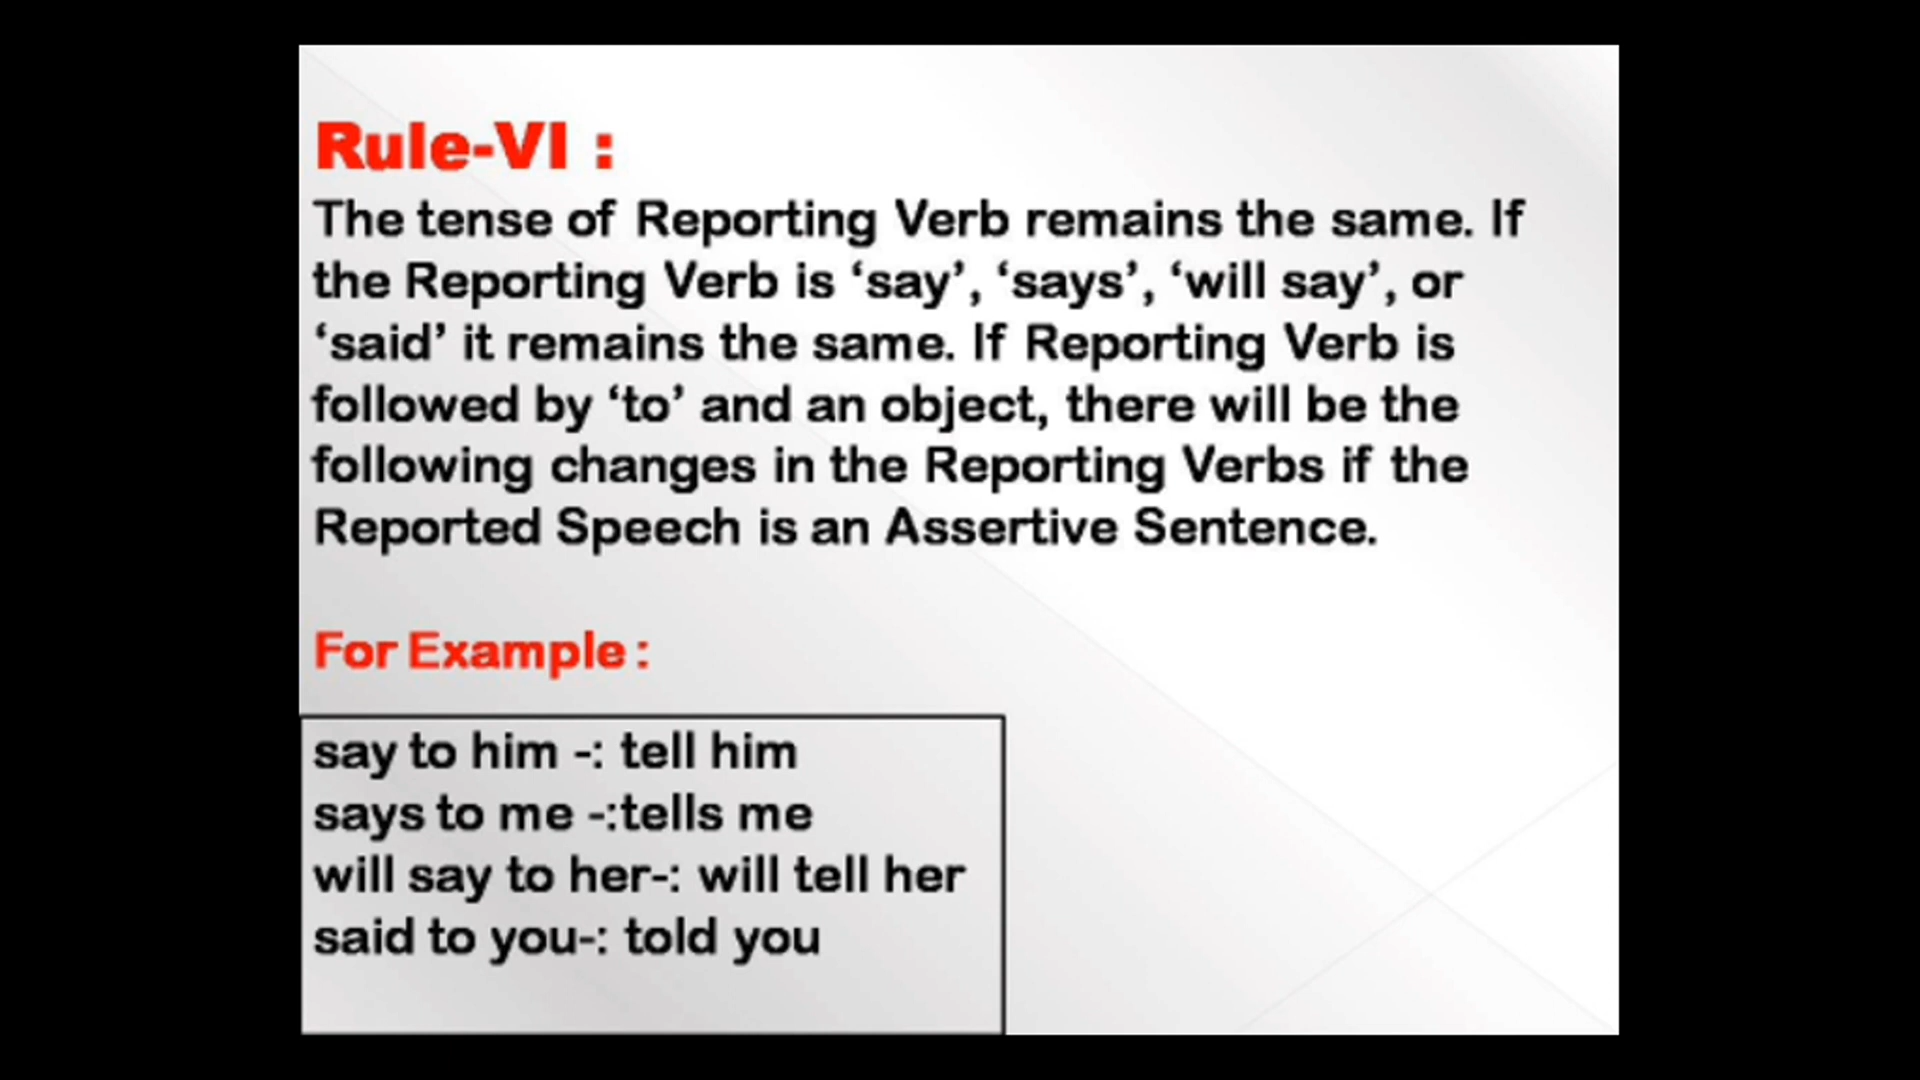 Rule-VI :
The tense of Reporting Verb remains the same. If
the Reporting Verb is ‘say’, ‘says’, ‘will say’, or
‘said’ it remains the same. If Reporting Verb is
followed by ‘to’ and an object, there will be the
following changes in the Reporting Verbs if the
Reported Speech is an Assertive Sentence.
For Example :
say to him -: tell him
says to me -:tells me
will say to her-: will tell her
said to you-: told you